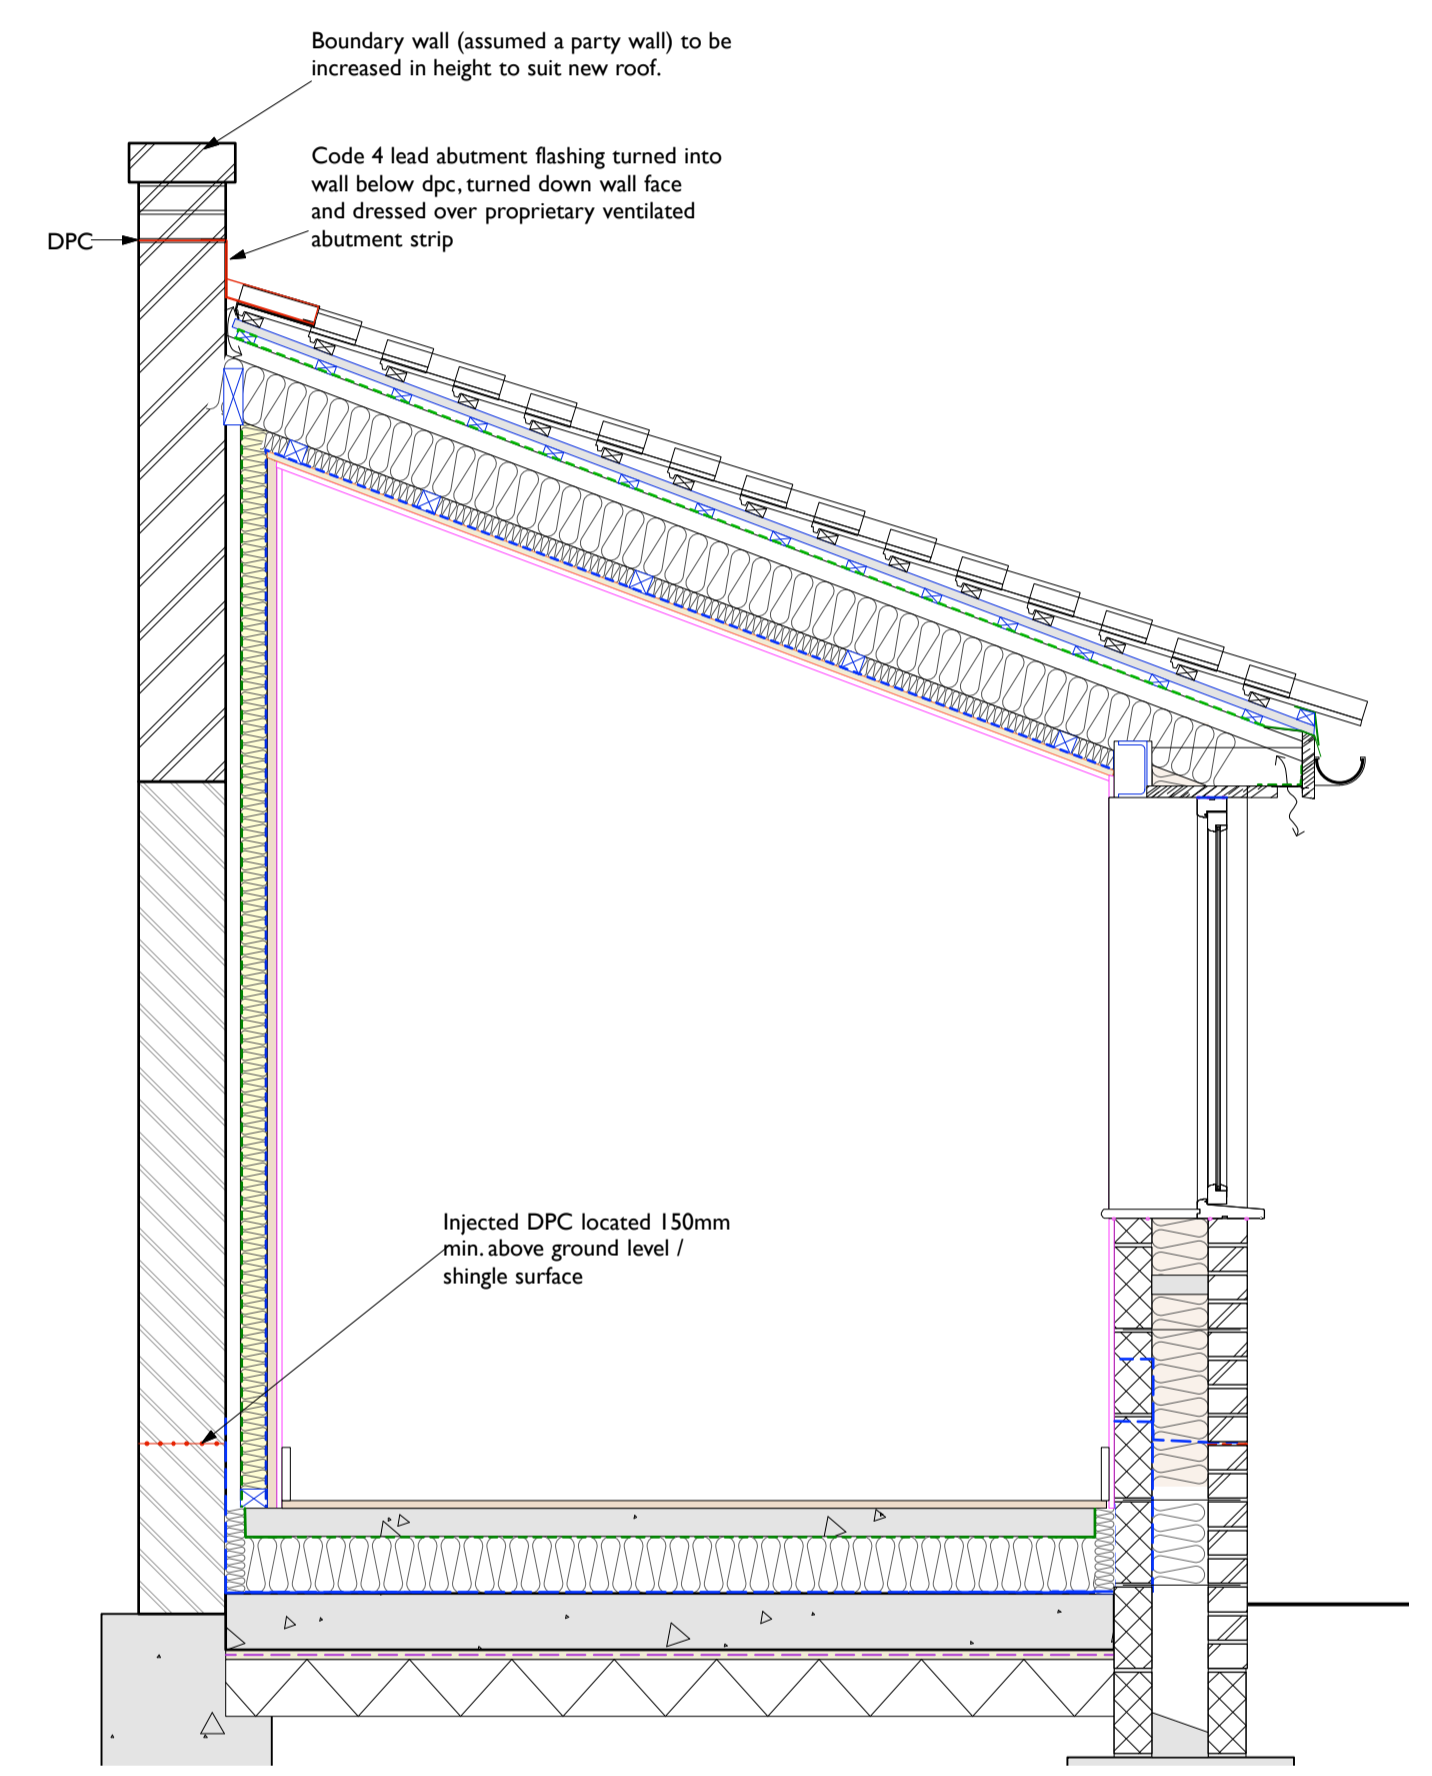 Boundary wall (assumed a party wall) to be
increased in height to suit new roof.
Code 4 lead abutment flashing turned into
wall below dpc, turned down wall face
and dressed over proprietary ventilated
abutment strip
DPC
Injected DPC located 150mm
min. above ground level /
shingle surface